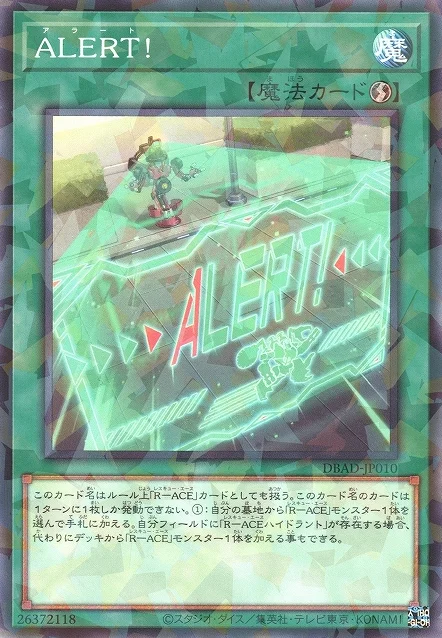 アラート
ALERT!
魔
まほう
【魔法カード】
ALERT!
DBAD-JP010
このカード名はルール上「R-ACE」カードとしても扱う。このカード名のカードは
1ターンに1枚しか発動できない。①：自分の墓地から「R-ACE」モンスター1体を
選んで手札に加える。自分フィールドに「R-ACEハイドラント」が存在する場合、
代わりにデッキから「R-ACE」モンスター1体を加える事もできる。
26372118
©スタジオ・ダイス／集英社・テレビ東京・KONAMI